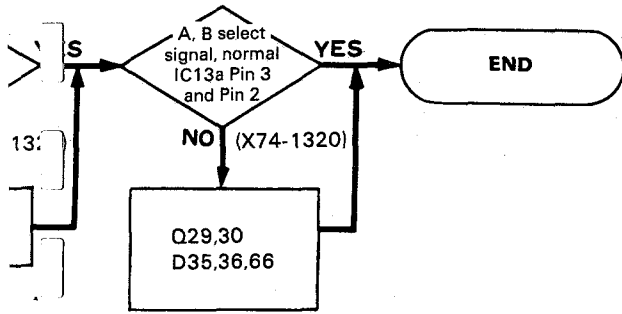 A, B select
signal, normal
IC13a Pin 3
and Pin 2
YES
END
NO
(X74-1320)
Q29,30
D35,36,66